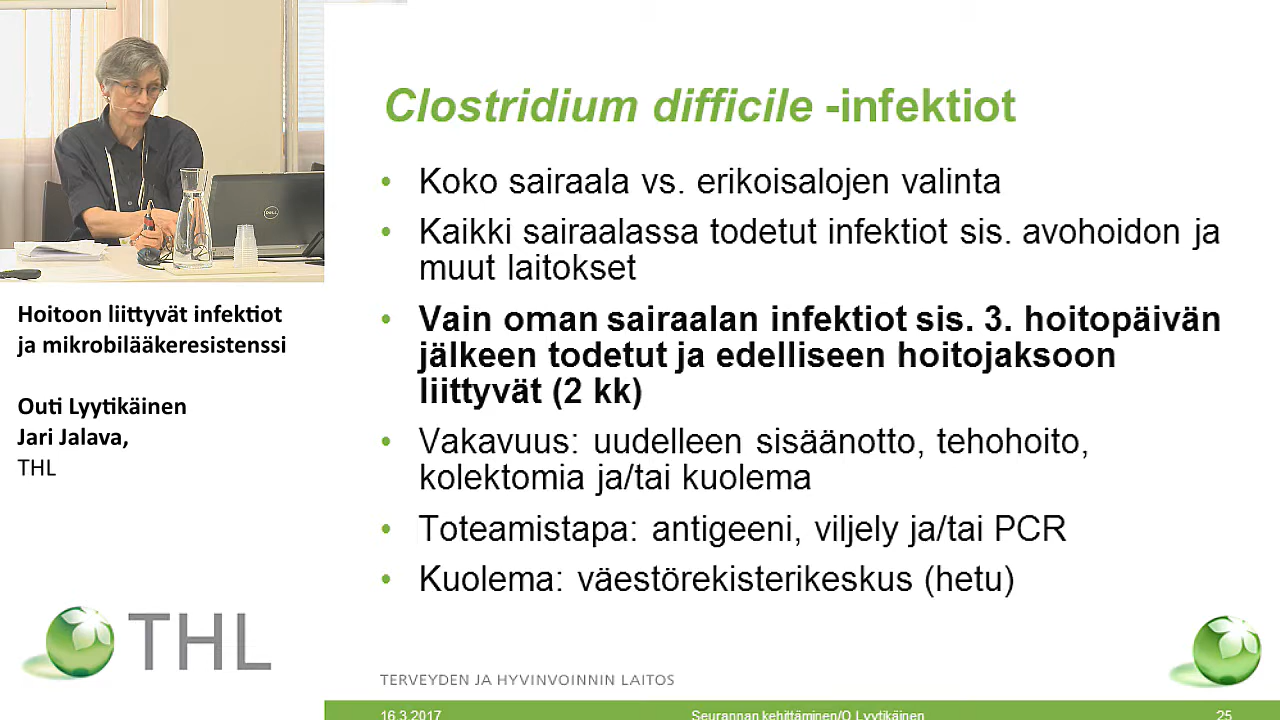 Clostridium difficile -infektiot
• Koko sairaala vs. erikoisalojen valinta
• Kaikki sairaalassa todetut infektiot sis. avohoidon ja
muut laitokset
• Vain oman sairaalan infektiot sis. 3. hoitopäivän
jälkeen todetut ja edelliseen hoitojaksoon
liittyvät (2 kk)
• Vakavuus: uudelleen sisäänotto, tehohoito,
kolektomia ja/tai kuolema
• Toteamistapa: antigeeni, viljely ja/tai PCR
• Kuolema: väestörekisterikeskus (hetu)
DELL
Hoitoon liittyvät infektiot
ja mikrobilääkeresistenssi
Outi Lyytikäinen
Jari Jalava,
THL
THL
TERVEYDEN JA HYVINVOINNIN LAITOS
16.3.2017
Seurannan kehittäminen/O Lyytikäinen
25